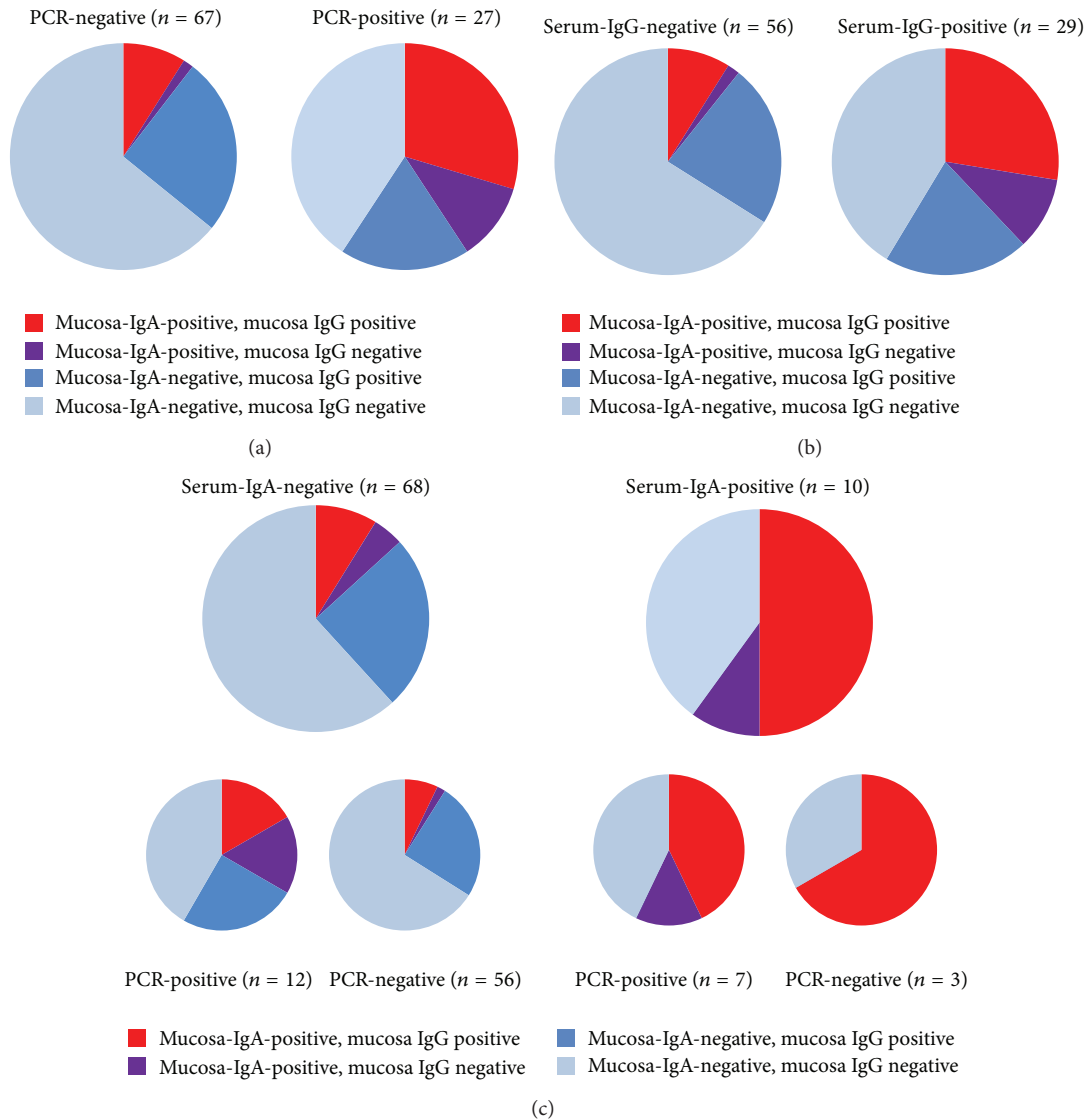 PCR-negative (n = 67)
PCR-positive (n = 27)
Mucosa-IgA-positive, mucosa IgG positive
Mucosa-IgA-positive, mucosa IgG negative
Mucosa-IgA-negative, mucosa IgG positive
Mucosa-IgA-negative, mucosa IgG negative
(a)
Serum-IgG-negative (n = 56)
Serum-IgG-positive (n = 29)
Mucosa-IgA-positive, mucosa IgG positive
Mucosa-IgA-positive, mucosa IgG negative
Mucosa-IgA-negative, mucosa IgG positive
Mucosa-IgA-negative, mucosa IgG negative
(b)
Serum-IgA-negative (n = 68)
Serum-IgA-positive (n = 10)
PCR-positive (n = 12)
PCR-negative (n = 56)
PCR-positive (n = 7)
PCR-negative (n = 3)
Mucosa-IgA-positive, mucosa IgG positive
Mucosa-IgA-positive, mucosa IgG negative
Mucosa-IgA-negative, mucosa IgG positive
Mucosa-IgA-negative, mucosa IgG negative
(c)